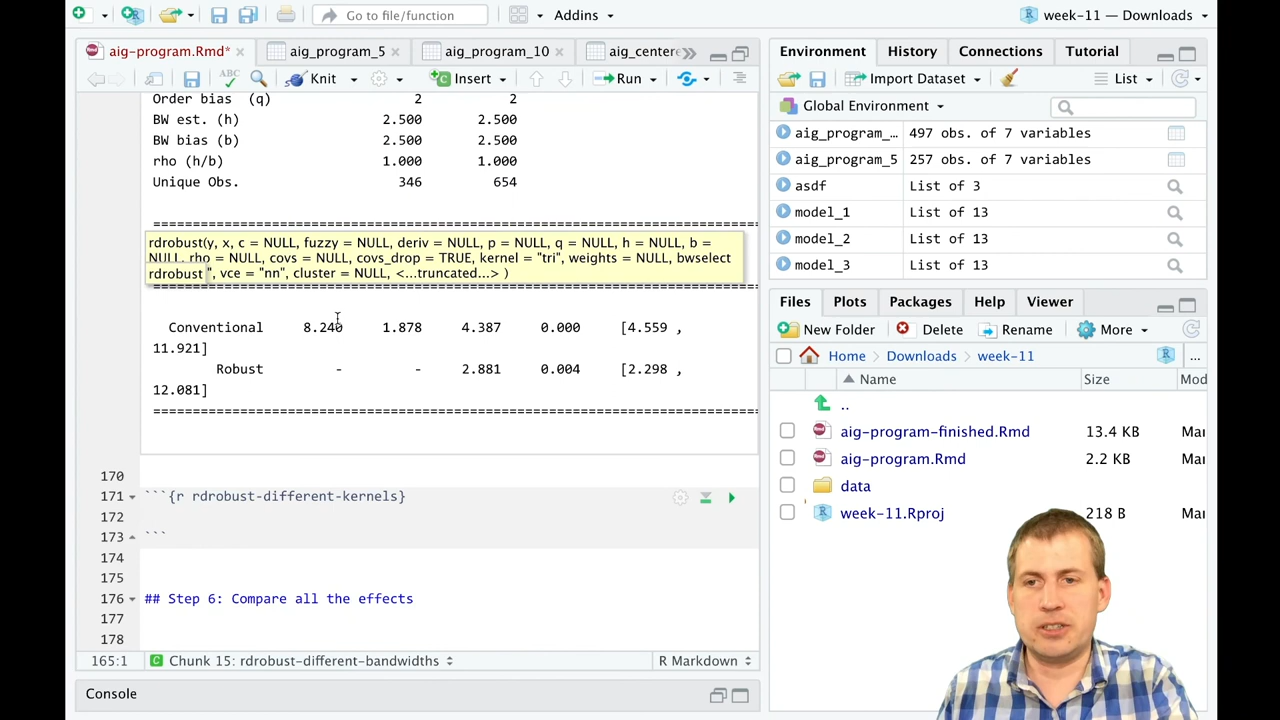 Go to file/function
Addins
week-11 — Downloads
aig-program.Rmd*
aig_program_5
aig_program_10
aig_centere
Knit
Insert
Run
Order bias (q) 2 2
BW est. (h) 2.500 2.500
BW bias (b) 2.500 2.500
rho (h/b) 1.000 1.000
Unique Obs. 346 654
=============================================================================
rdrobust(y, x, c = NULL, fuzzy = NULL, deriv = NULL, p = NULL, q = NULL, h = NULL, b =
NULL, rho = NULL, covs = NULL, covs_drop = TRUE, kernel = "tri", weights = NULL, bwselect
rdrobust ", vce = "nn", cluster = NULL, <...truncated...> )
=============================================================================
Conventional 8.240 1.878 4.387 0.000 [4.559 ,
11.921]
Robust - - 2.881 0.004 [2.298 ,
12.081]
=============================================================================
170
171 ```{r rdrobust-different-kernels}
172
173 ```
174
175
176 ## Step 6: Compare all the effects
177
178
165:1 Chunk 15: rdrobust-different-bandwidths R Markdown
Console
Environment History Connections Tutorial
Import Dataset List
Global Environment
aig_program_… 497 obs. of 7 variables
aig_program_5 257 obs. of 7 variables
asdf List of 3
model_1 List of 13
model_2 List of 13
model_3 List of 13
Files Plots Packages Help Viewer
New Folder Delete Rename More
Home Downloads week-11 ...
Name Size Mod
..
aig-program-finished.Rmd 13.4 KB Mar
aig-program.Rmd 2.2 KB Mar
data
week-11.Rproj 218 B Mar